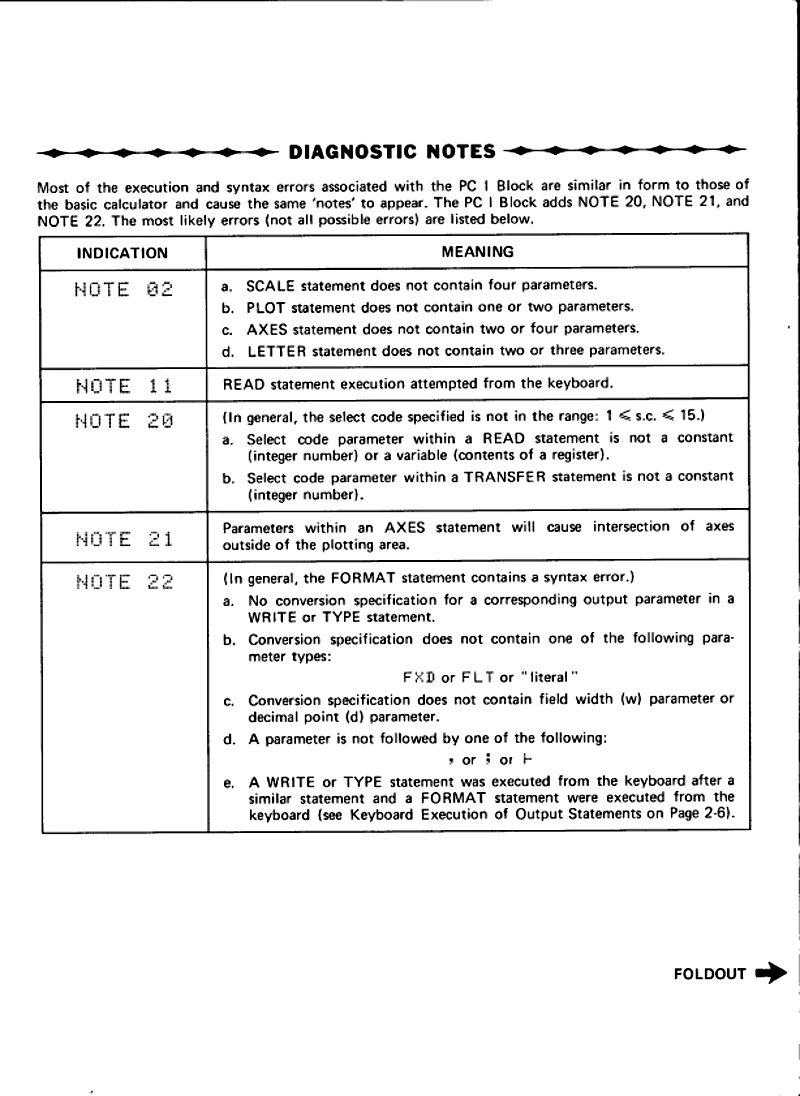 DIAGNOSTIC NOTES
Most of the execution and syntax errors associated with the PC I Block are similar in form to those of
the basic calculator and cause the same 'notes' to appear. The PC I Block adds NOTE 20, NOTE 21, and
NOTE 22. The most likely errors (not all possible errors) are listed below.
INDICATION MEANING
NOTE 02 a. SCALE statement does not contain four parameters.
b. PLOT statement does not contain one or two parameters.
c. AXES statement does not contain two or four parameters.
d. LETTER statement does not contain two or three parameters.
NOTE 11 READ statement execution attempted from the keyboard.
NOTE 20 (In general, the select code specified is not in the range: 1 ⩽ s.c. ⩽ 15.)
a. Select code parameter within a READ statement is not a constant
(integer number) or a variable (contents of a register).
b. Select code parameter within a TRANSFER statement is not a constant
(integer number).
NOTE 21 Parameters within an AXES statement will cause intersection of axes
outside of the plotting area.
NOTE 22 (In general, the FORMAT statement contains a syntax error.)
a. No conversion specification for a corresponding output parameter in a
WRITE or TYPE statement.
b. Conversion specification does not contain one of the following para-
meter types:
FXD or FLT or "literal"
c. Conversion specification does not contain field width (w) parameter or
decimal point (d) parameter.
d. A parameter is not followed by one of the following:
, or ; or ⊢
e. A WRITE or TYPE statement was executed from the keyboard after a
similar statement and a FORMAT statement were executed from the
keyboard (see Keyboard Execution of Output Statements on Page 2-6).
FOLDOUT